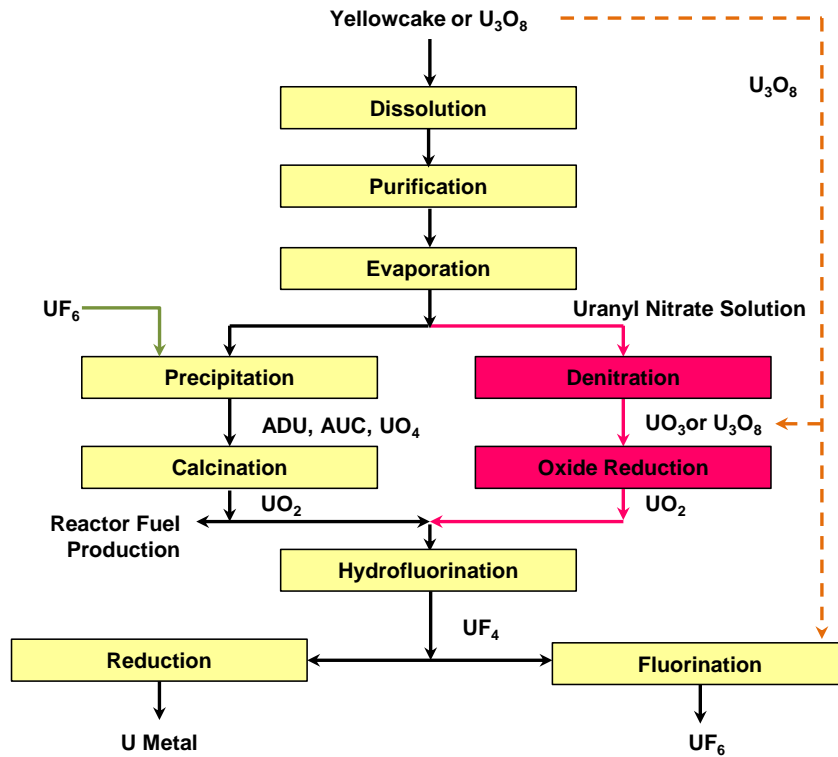 Yellowcake or U₃O₈
U₃O₈
Dissolution
Purification
Evaporation
UF₆
Uranyl Nitrate Solution
Precipitation
Denitration
ADU, AUC, UO₄
UO₃or U₃O₈
Calcination
Oxide Reduction
UO₂
UO₂
Reactor Fuel
Production
Hydrofluorination
UF₄
Reduction
Fluorination
U Metal
UF₆